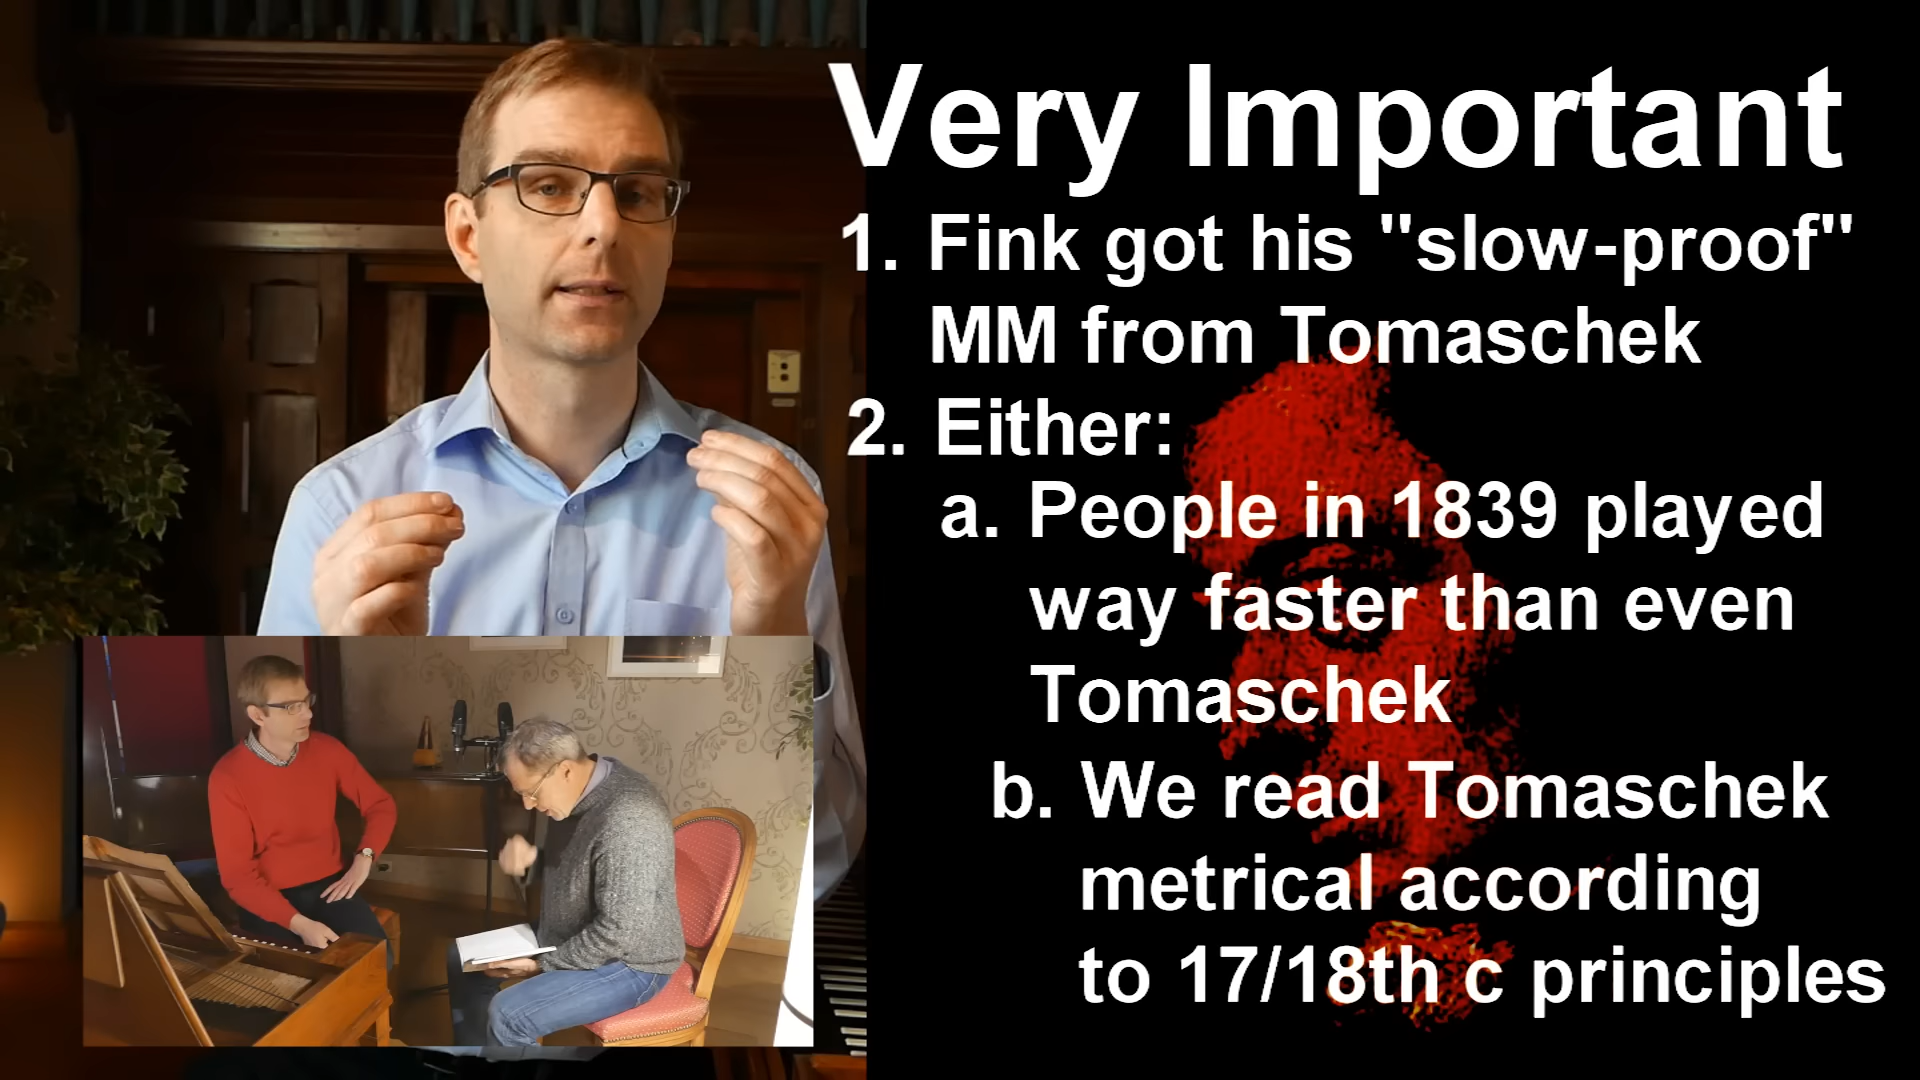 Very Important
1. Fink got his "slow-proof"
MM from Tomaschek
2. Either:
a. People in 1839 played
way faster than even
Tomaschek
b. We read Tomaschek
metrical according
to 17/18th c principles